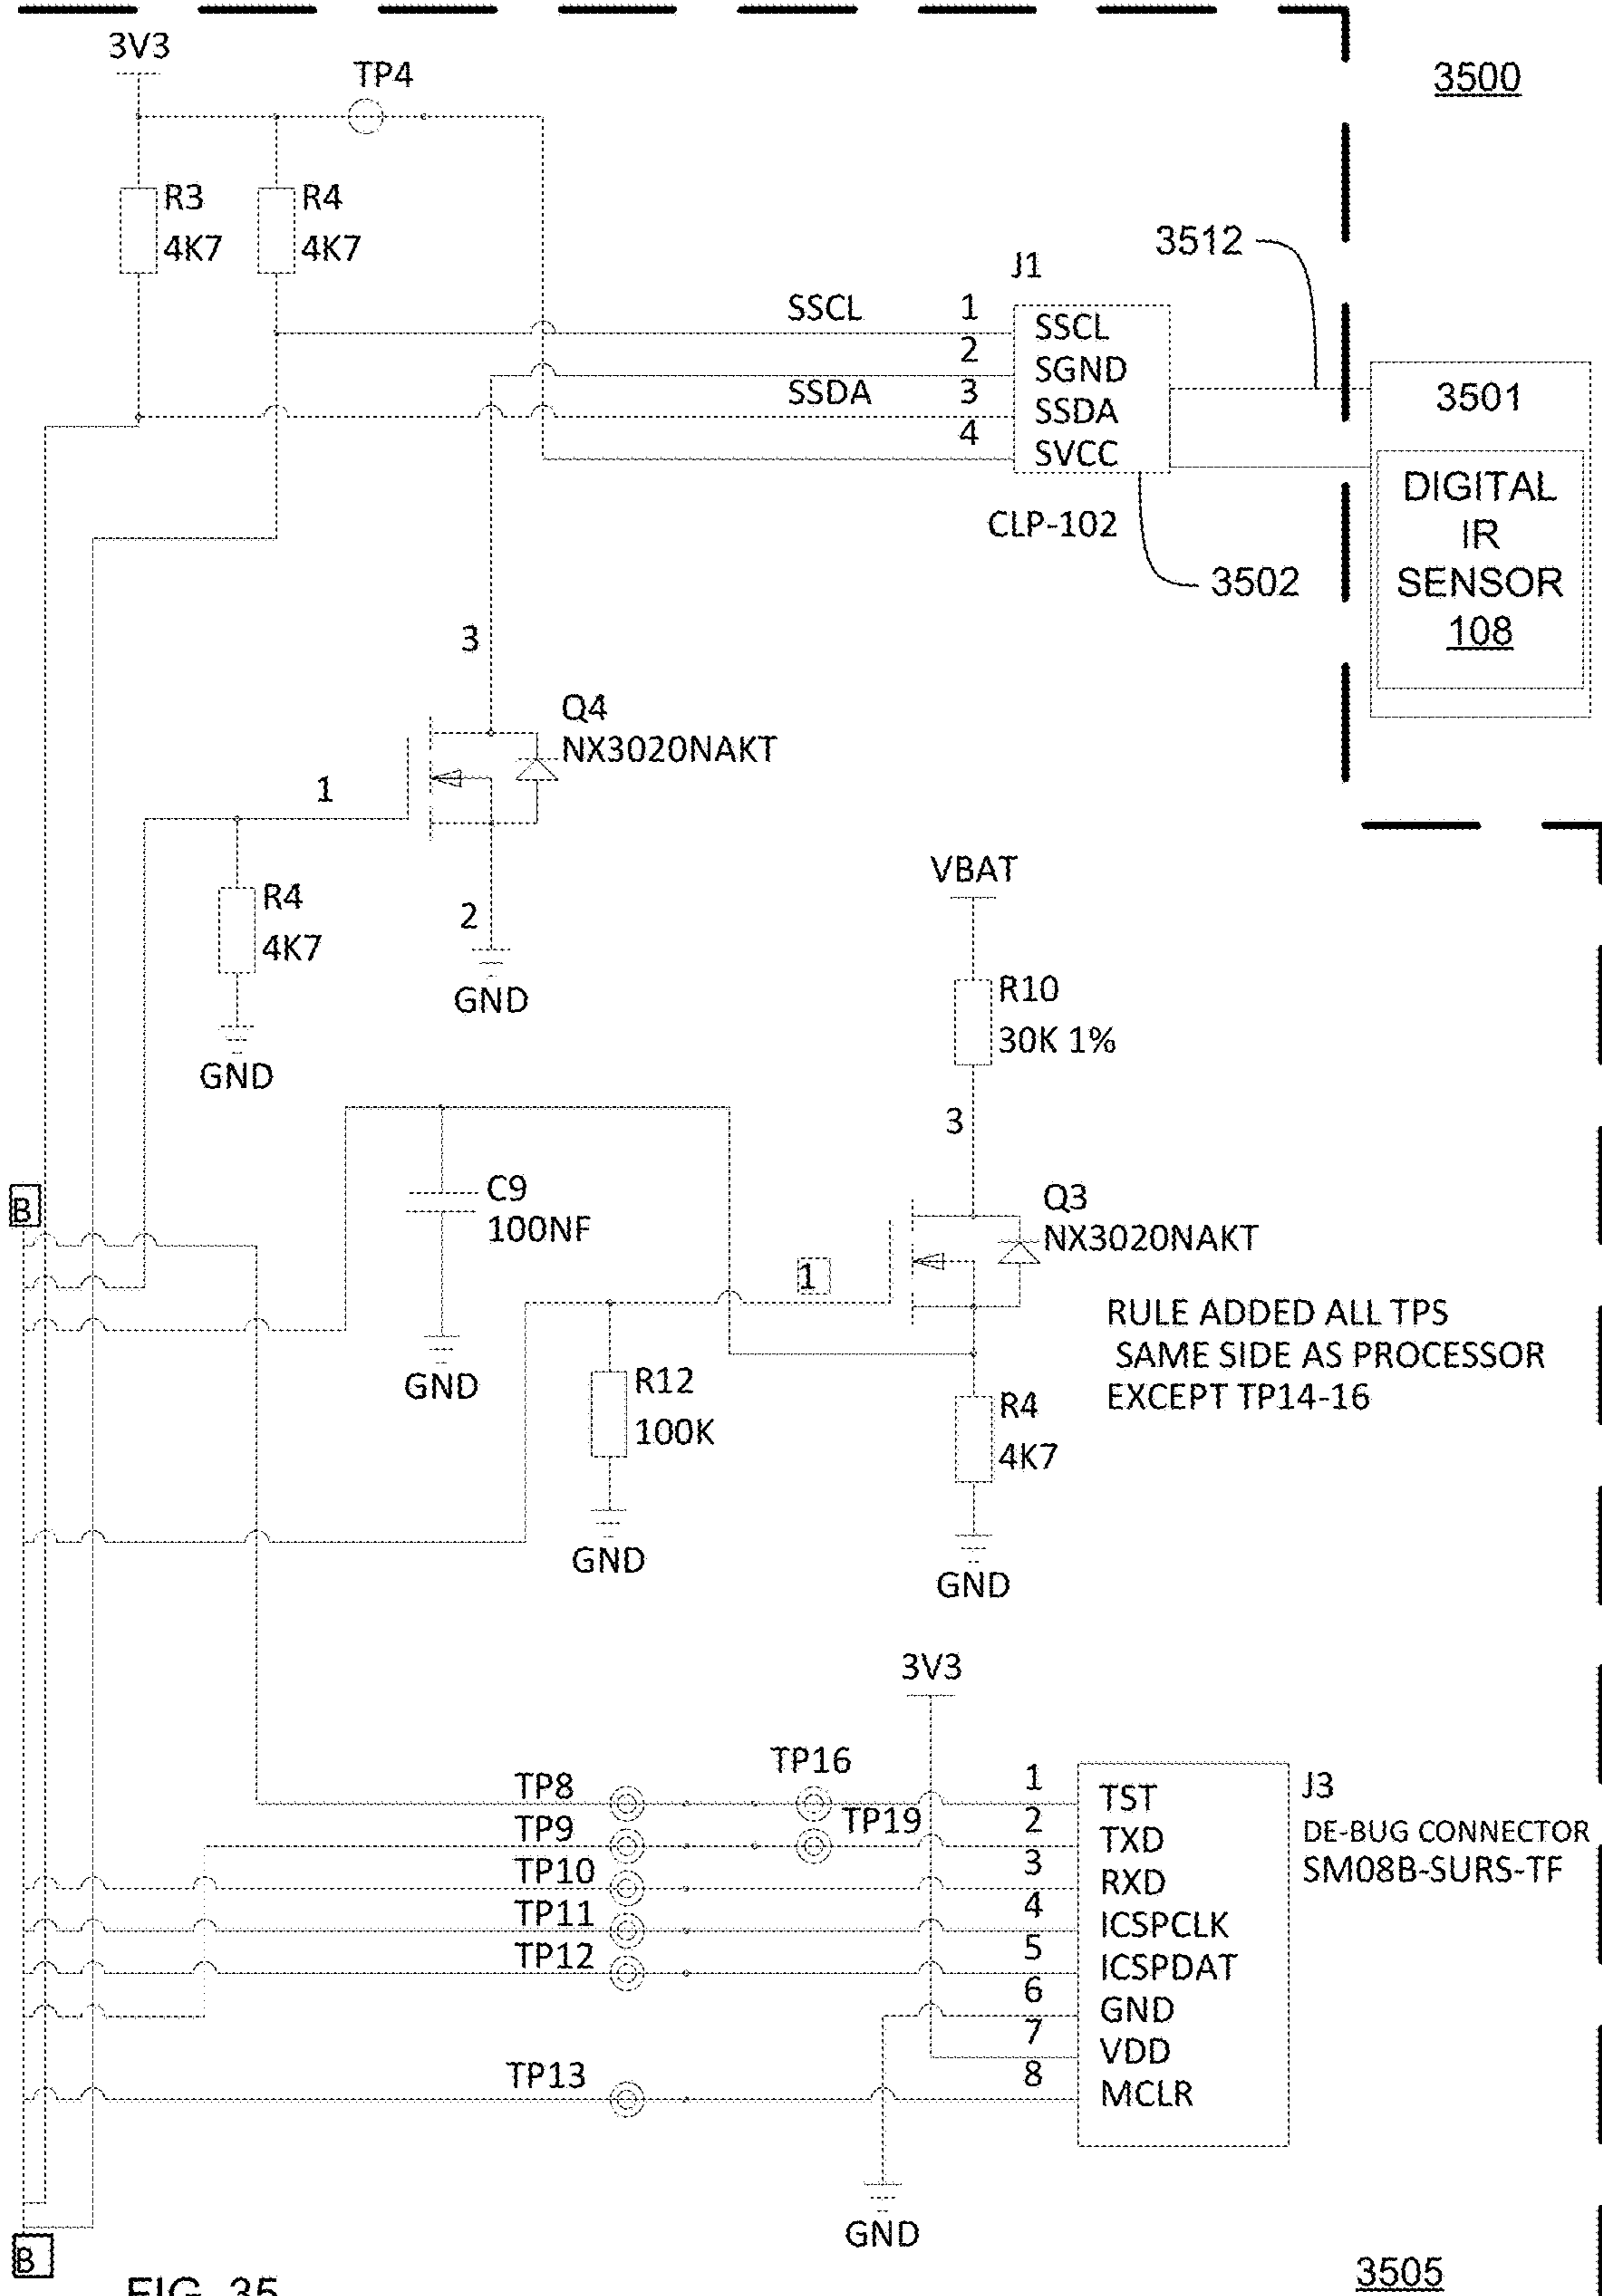 3V3
TP4
3500
R3
4K7
R4
4K7
3512
J1
SSCL
1
SSCL
2
SGND
SSDA
3
SSDA
4
SVCC
3501
DIGITAL
IR
SENSOR
108
CLP-102
3502
3
Q4
NX3020NAKT
1
R4
4K7
2
GND
GND
VBAT
R10
30K 1%
3
B
C9
100NF
GND
Q3
NX3020NAKT
1
RULE ADDED ALL TPS
SAME SIDE AS PROCESSOR
EXCEPT TP14-16
R12
100K
GND
R4
4K7
GND
3V3
TP8
TP16
1
TST
J3
TP9
TP19
2
TXD
DE-BUG CONNECTOR
TP10
3
RXD
SM08B-SURS-TF
TP11
4
ICSPCLK
TP12
5
ICSPDAT
6
GND
7
VDD
TP13
8
MCLR
GND
B
3505
FIG. 35